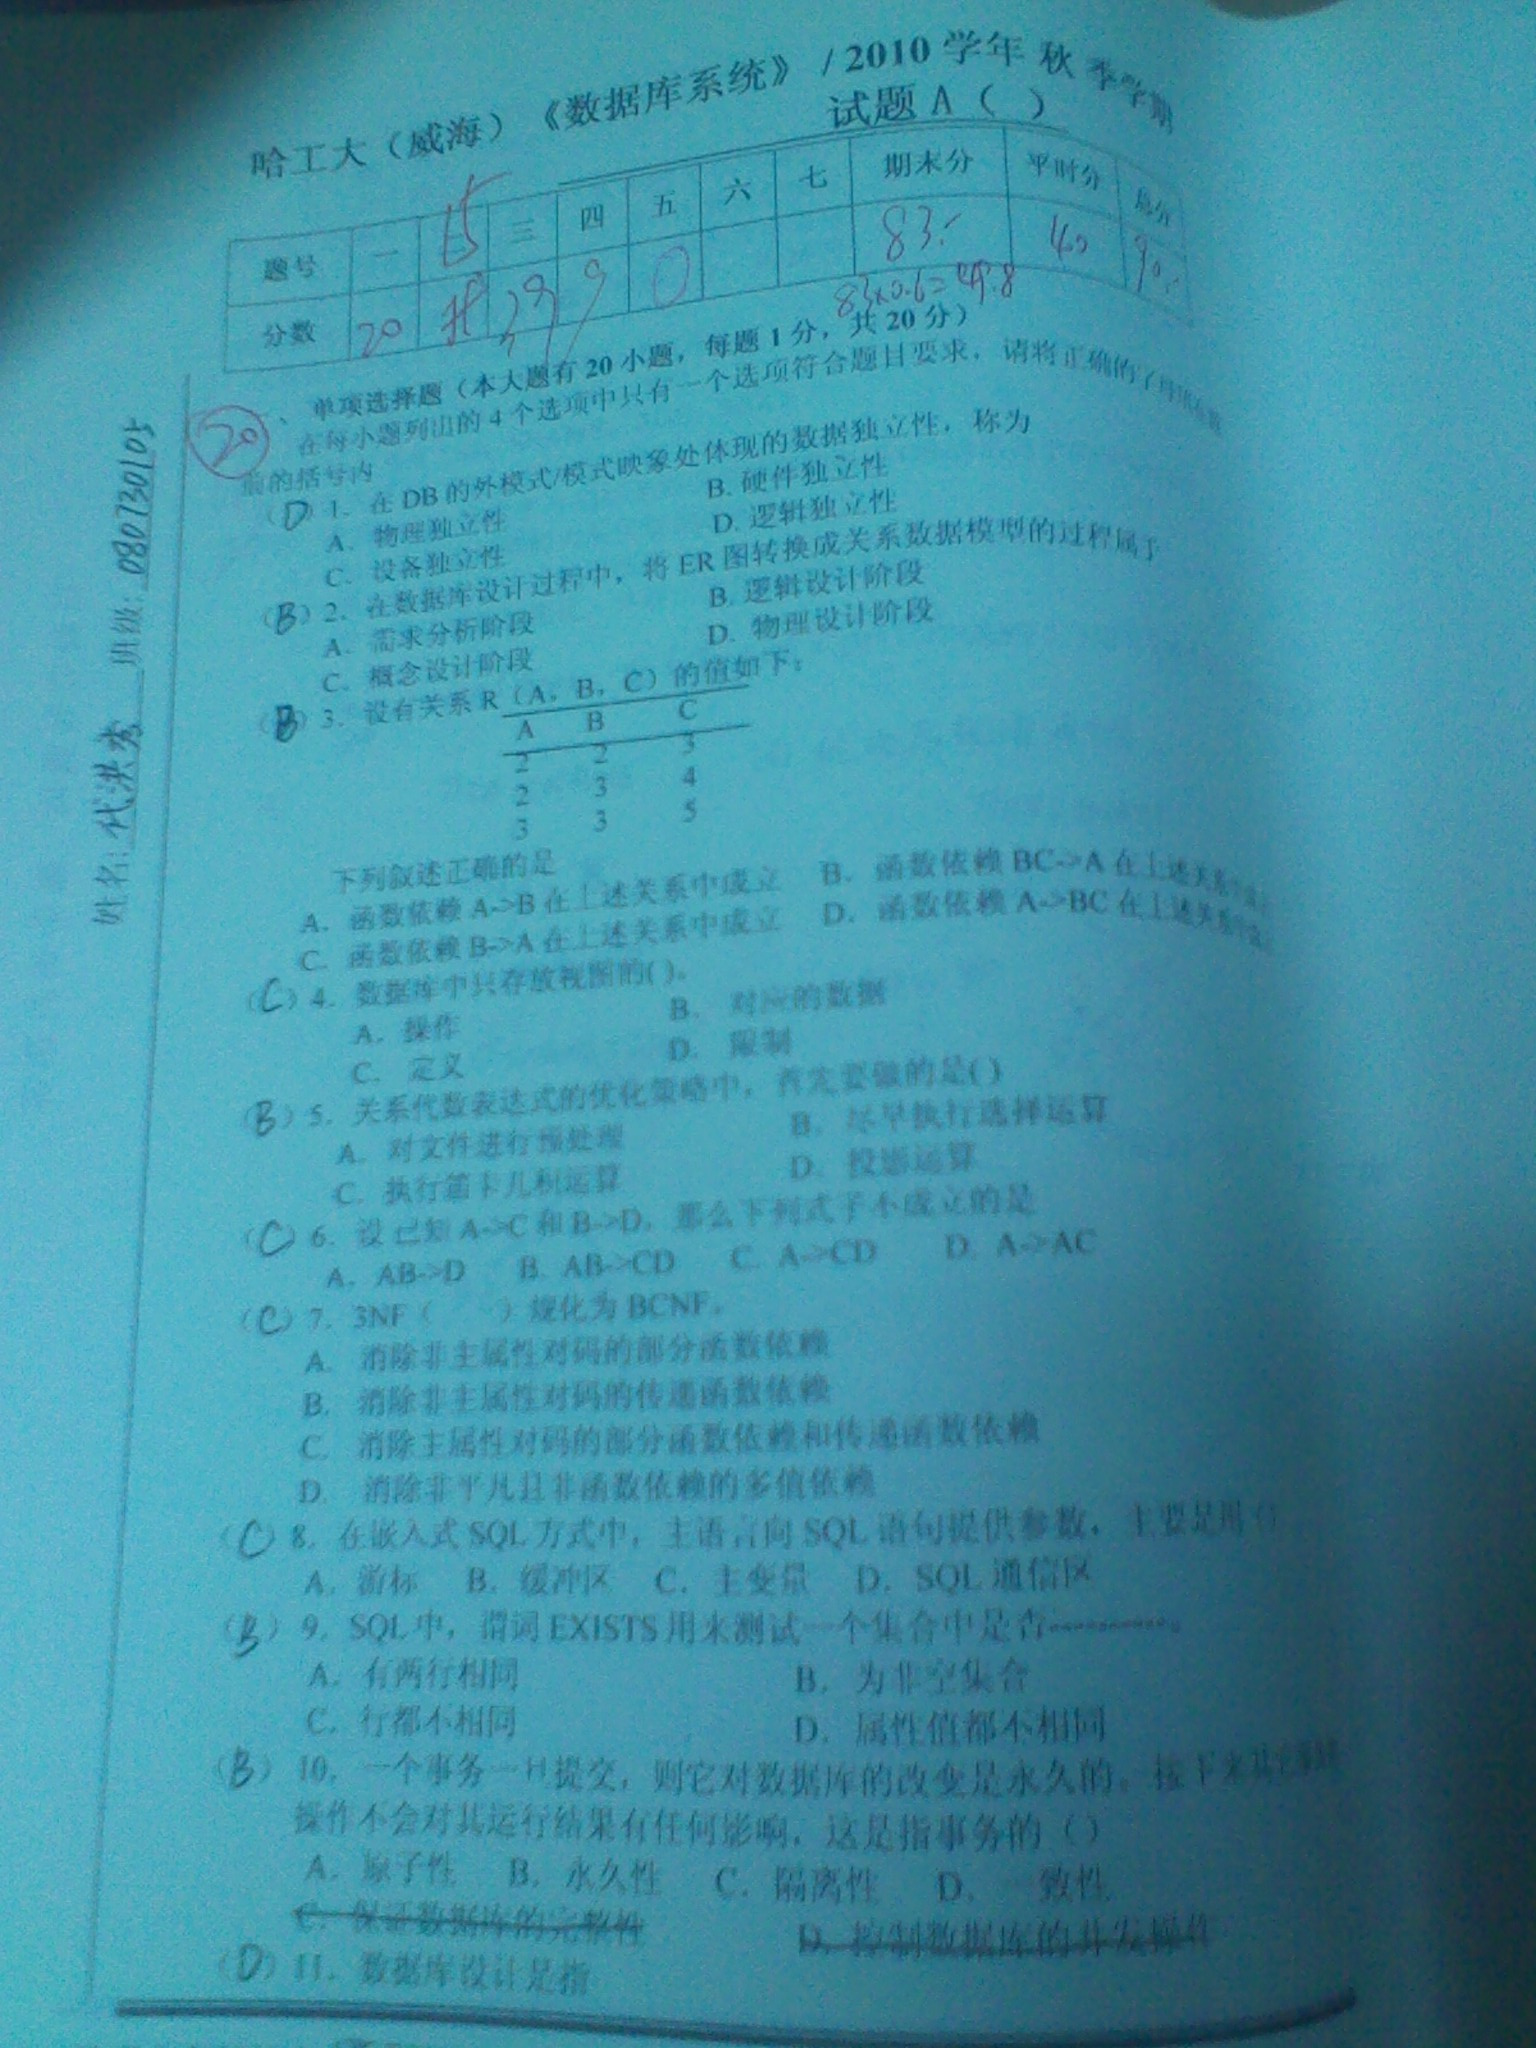 哈工大（威海）《数据库系统》 / 2010 学年 秋 季学期
试题 A（ ）
题号 一 三 四 五 六 七 期末分 平时分 总分
15
分数 20 39 9 0 83. 40 90.
83×0.6=49.8
20
、单项选择题（本大题有 20 小题，每题 1 分，共 20 分）
在每小题列出的 4 个选项中只有一个选项符合题目要求，请将正确的
前的括号内
（D）1．在 DB 的外模式/模式映象处体现的数据独立性，称为
A．物理独立性 B. 硬件独立性
C．设备独立性 D. 逻辑独立性
（B）2．在数据库设计过程中，将 ER 图转换成关系数据模型的过程属于
A．需求分析阶段 B. 逻辑设计阶段
C．概念设计阶段 D. 物理设计阶段
（B）3．设有关系 R（A，B，C）的值如下：
A B C
2 2 3
2 3 4
3 3 5
下列叙述正确的是
A．函数依赖 A->B 在上述关系中成立 B．函数依赖 BC->A 在上述关系中成立
C．函数依赖 B->A 在上述关系中成立 D．函数依赖 A->BC 在上述关系中成立
（C）4．数据库中只存放视图的( )。
A．操作 B． 对应的数据
C．定义 D． 限制
（B）5．关系代数表达式的优化策略中，首先要做的是( )
A．对文件进行预处理 B．尽早执行选择运算
C．执行笛卡儿积运算 D．投影运算
（C）6．设已知 A->C 和 B->D，那么下列式子不成立的是
A．AB->D B. AB->CD C. A->CD D. A->AC
（C）7．3NF（ ）规化为 BCNF。
A．消除非主属性对码的部分函数依赖
B．消除非主属性对码的传递函数依赖
C．消除主属性对码的部分函数依赖和传递函数依赖
D．消除非平凡且非函数依赖的多值依赖
（C）8．在嵌入式 SQL 方式中，主语言向 SQL 语句提供参数，主要是用（）
A．游标 B．缓冲区 C．主变量 D．SQL 通信区
（B）9．SQL 中，谓词 EXISTS 用来测试一个集合中是否…………。
A．有两行相同 B．为非空集合
C．行都不相同 D．属性值都不相同
（B）10．一个事务一旦提交，则它对数据库的改变是永久的。接下来其它
操作不会对其运行结果有任何影响，这是指事务的（）
A．原子性 B．永久性 C．隔离性 D．一致性
C．保证数据库的完整性 D．控制数据库的并发操作
（D）11．数据库设计是指
姓名：代洪 班级：080730105